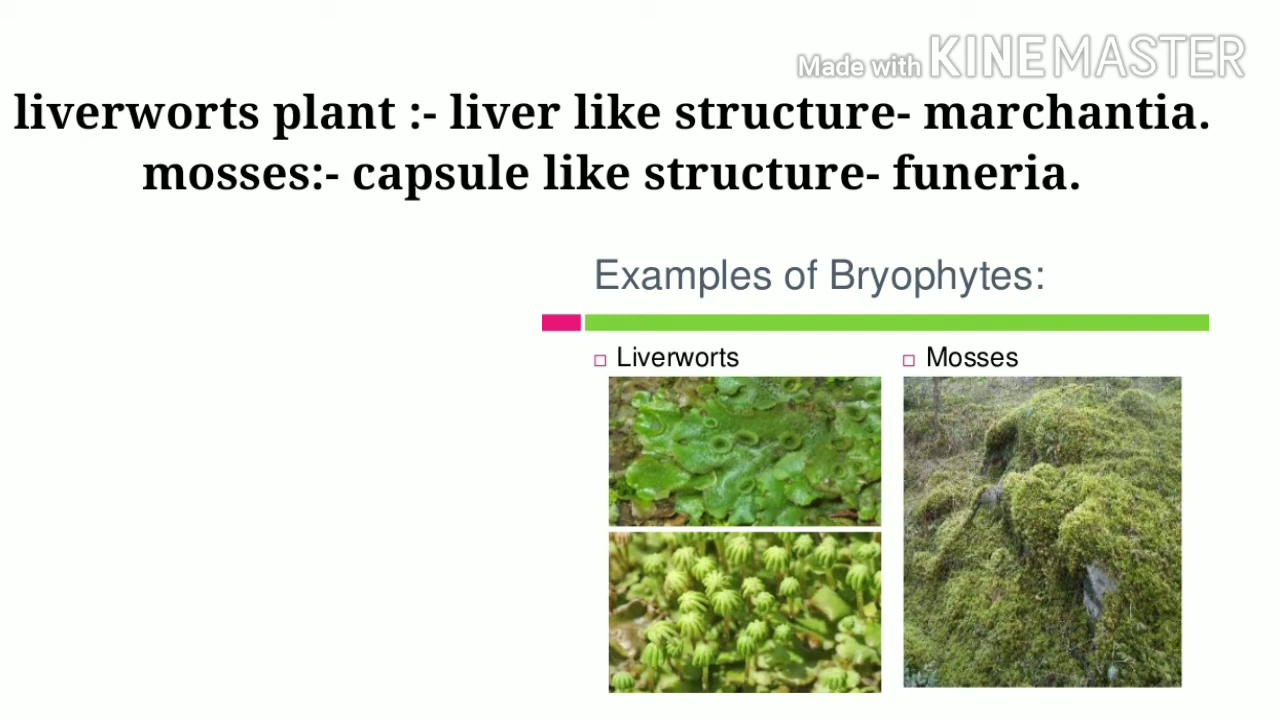 Made with KINEMASTER
liverworts plant :- liver like structure- marchantia.
mosses:- capsule like structure- funeria.
Examples of Bryophytes:
Liverworts
Mosses